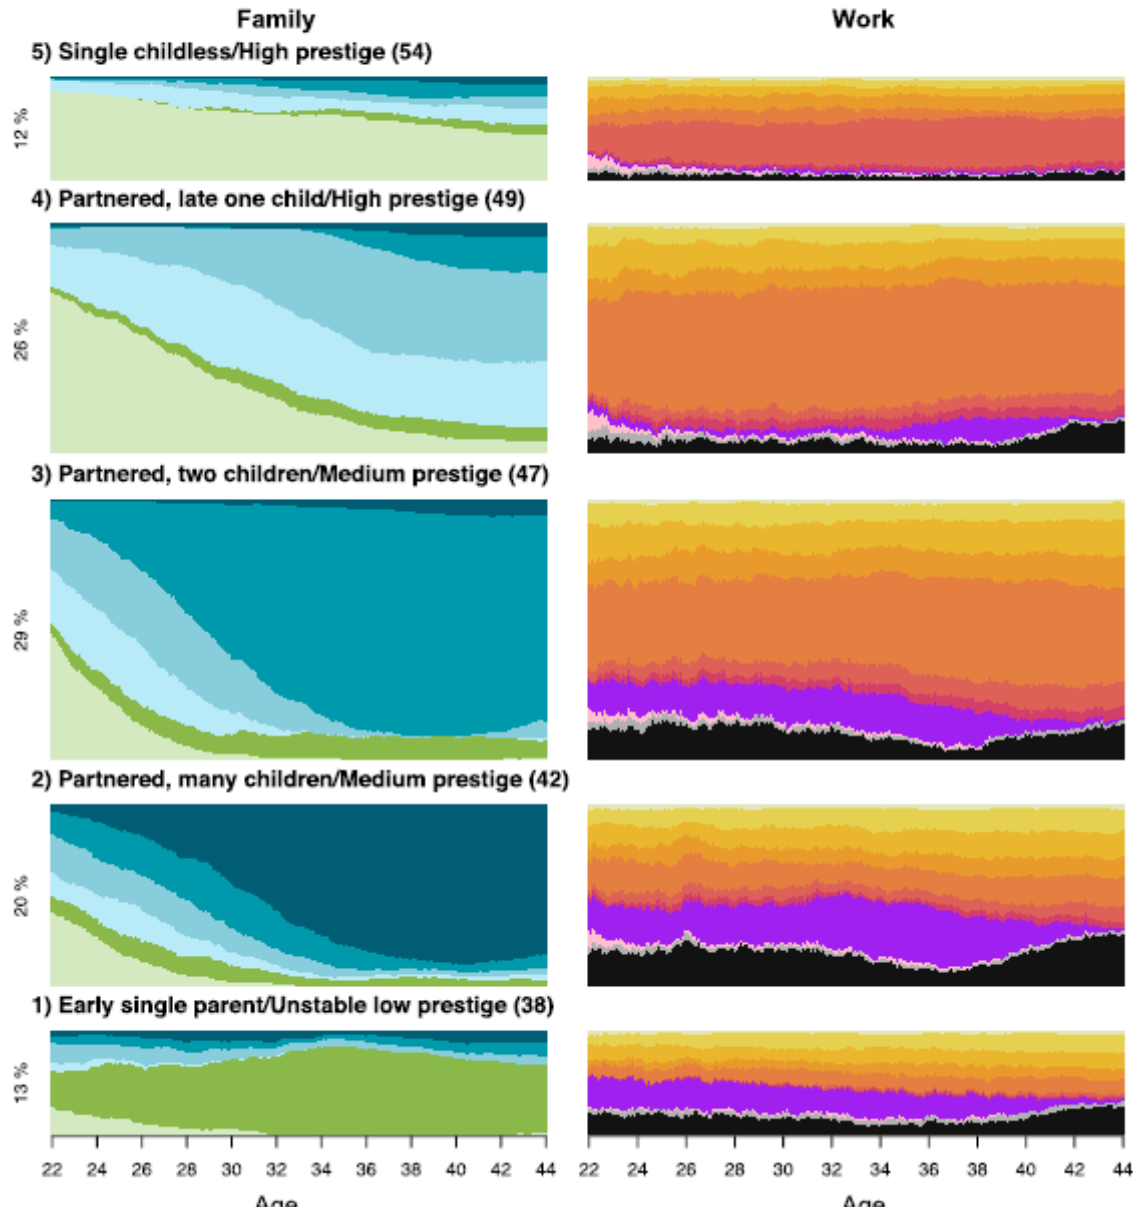 Family Work
5) Single childless/High prestige (54)
12 %
4) Partnered, late one child/High prestige (49)
26 %
3) Partnered, two children/Medium prestige (47)
29 %
2) Partnered, many children/Medium prestige (42)
20 %
1) Early single parent/Unstable low prestige (38)
13 %
22 24 26 28 30 32 34 36 38 40 42 44 22 24 26 28 30 32 34 36 38 40 42 44
Age Age